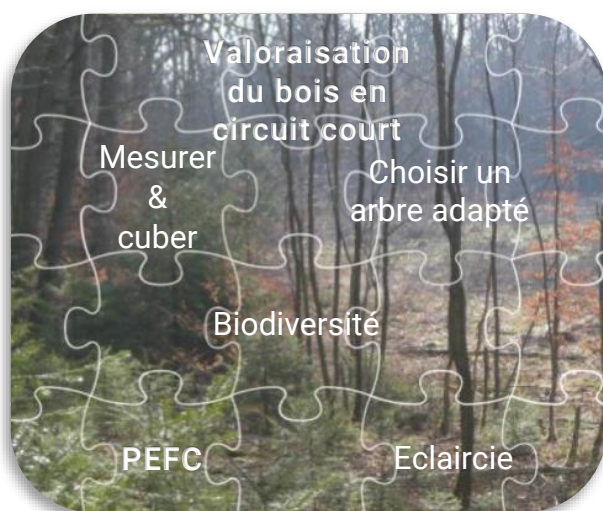 Valoraisation
du bois en
circuit court
Mesurer
&
cuber
Choisir un
arbre adapté
Biodiversité
PEFC
Eclaircie